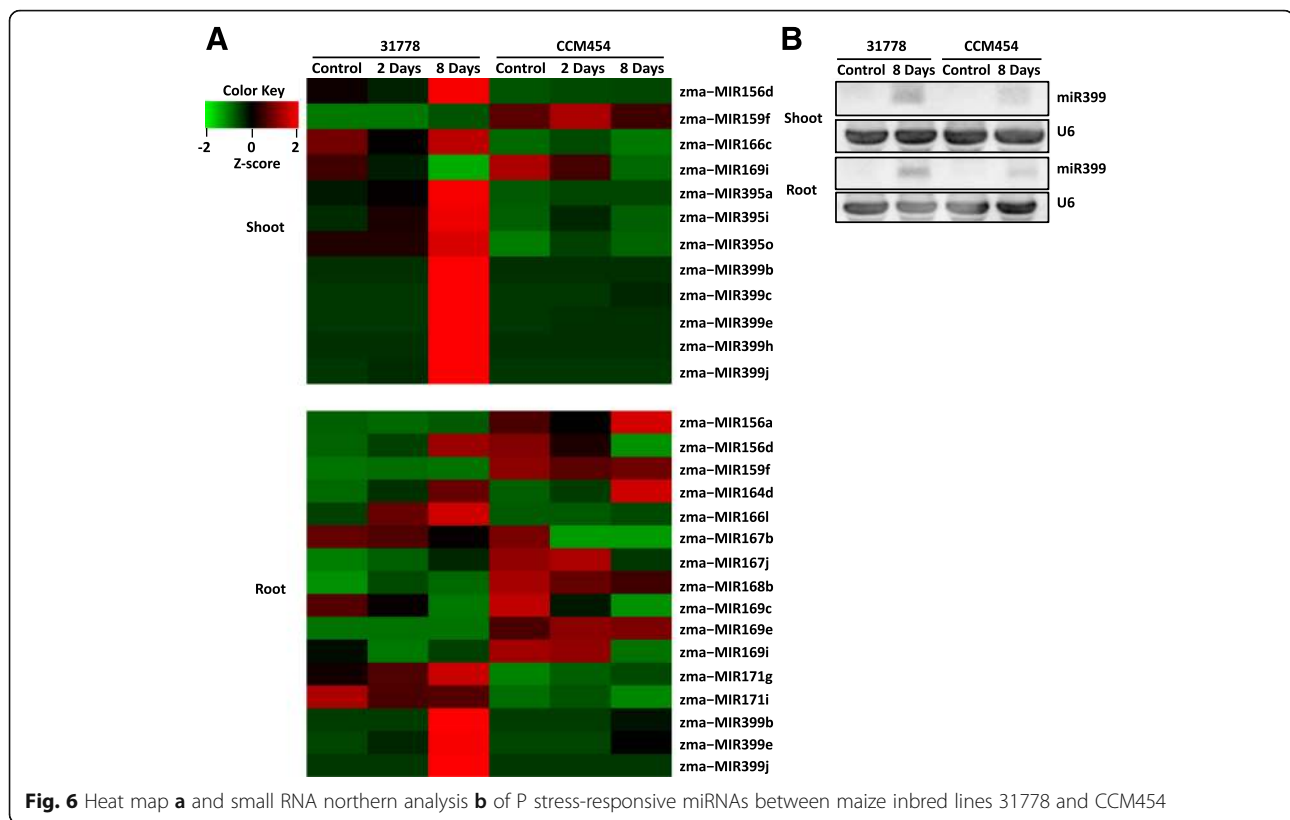 A
31778 CCM454
Control 2 Days 8 Days Control 2 Days 8 Days
Color Key
-2 0 2
Z-score
Shoot
zma−MIR156d
zma−MIR159f
zma−MIR166c
zma−MIR169i
zma−MIR395a
zma−MIR395i
zma−MIR395o
zma−MIR399b
zma−MIR399c
zma−MIR399e
zma−MIR399h
zma−MIR399j
Root
zma−MIR156a
zma−MIR156d
zma−MIR159f
zma−MIR164d
zma−MIR166l
zma−MIR167b
zma−MIR167j
zma−MIR168b
zma−MIR169c
zma−MIR169e
zma−MIR169i
zma−MIR171g
zma−MIR171i
zma−MIR399b
zma−MIR399e
zma−MIR399j
B
31778 CCM454
Control 8 Days Control 8 Days
Shoot
miR399
U6
Root
miR399
U6
Fig. 6 Heat map a and small RNA northern analysis b of P stress-responsive miRNAs between maize inbred lines 31778 and CCM454